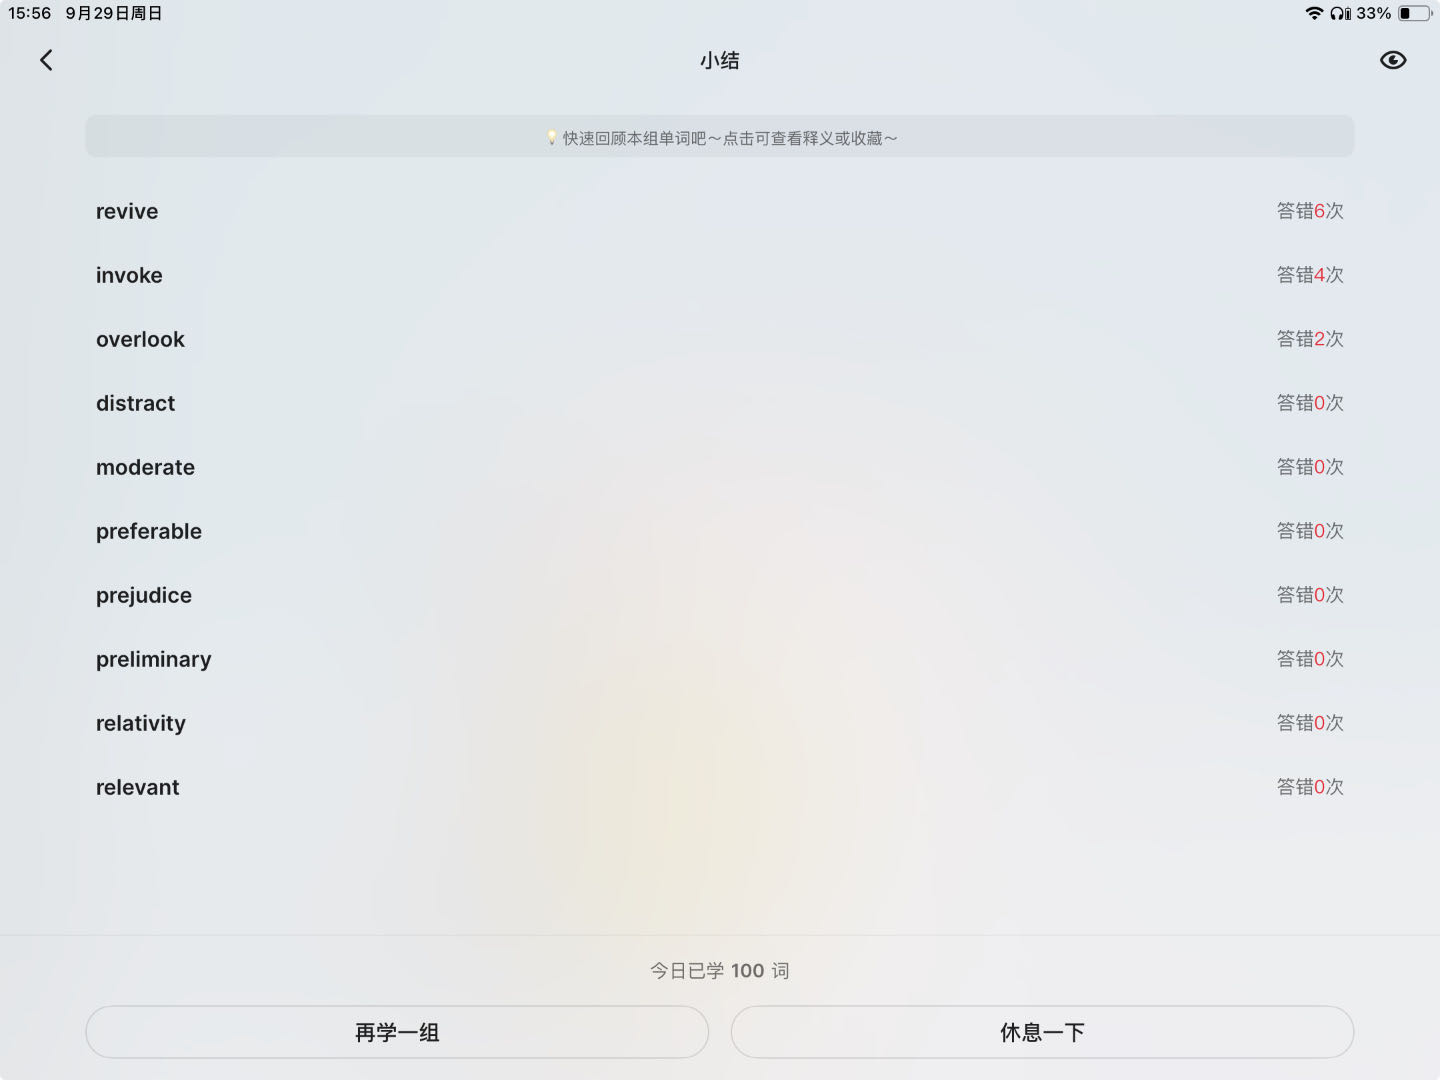 15:56 9月29日周日 33%
小结
快速回顾本组单词吧～点击可查看释义或收藏～
revive 答错6次
invoke 答错4次
overlook 答错2次
distract 答错0次
moderate 答错0次
preferable 答错0次
prejudice 答错0次
preliminary 答错0次
relativity 答错0次
relevant 答错0次
今日已学 100 词
再学一组 休息一下